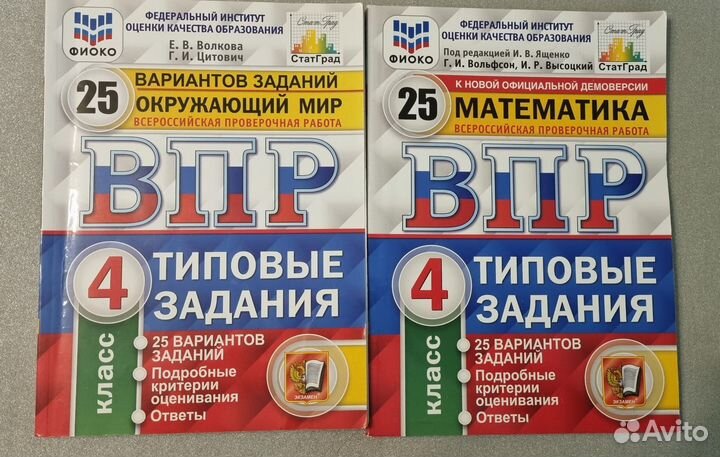 ФЕДЕРАЛЬНЫЙ ИНСТИТУТ
ОЦЕНКИ КАЧЕСТВА ОБРАЗОВАНИЯ
ФИОКО
Е. В. Волкова
Г. И. Цитович
СтатГрад
СтатГрад
25
ВАРИАНТОВ ЗАДАНИЙ
ОКРУЖАЮЩИЙ МИР
ВСЕРОССИЙСКАЯ ПРОВЕРОЧНАЯ РАБОТА
ВПР
4
класс
ТИПОВЫЕ
ЗАДАНИЯ
• 25 ВАРИАНТОВ
ЗАДАНИЙ
• Подробные
критерии
оценивания
• Ответы
ЭКЗАМЕН
ФЕДЕРАЛЬНЫЙ ИНСТИТУТ
ОЦЕНКИ КАЧЕСТВА ОБРАЗОВАНИЯ
ФИОКО
Под редакцией И. В. Ященко
Г. И. Вольфсон, И. Р. Высоцкий
СтатГрад
СтатГрад
К НОВОЙ ОФИЦИАЛЬНОЙ ДЕМОВЕРСИИ
25
МАТЕМАТИКА
ВСЕРОССИЙСКАЯ ПРОВЕРОЧНАЯ РАБОТА
ВПР
4
класс
ТИПОВЫЕ
ЗАДАНИЯ
• 25 ВАРИАНТОВ
ЗАДАНИЙ
• Подробные
критерии
оценивания
• Ответы
ЭКЗАМЕН
Avito